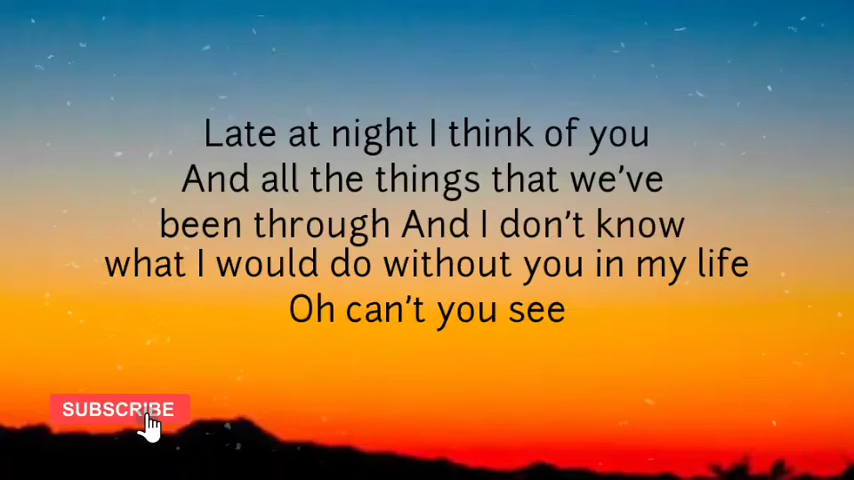 Late at night I think of you
And all the things that we've
been through And I don't know
what I would do without you in my life
Oh can't you see
SUBSCRIBE